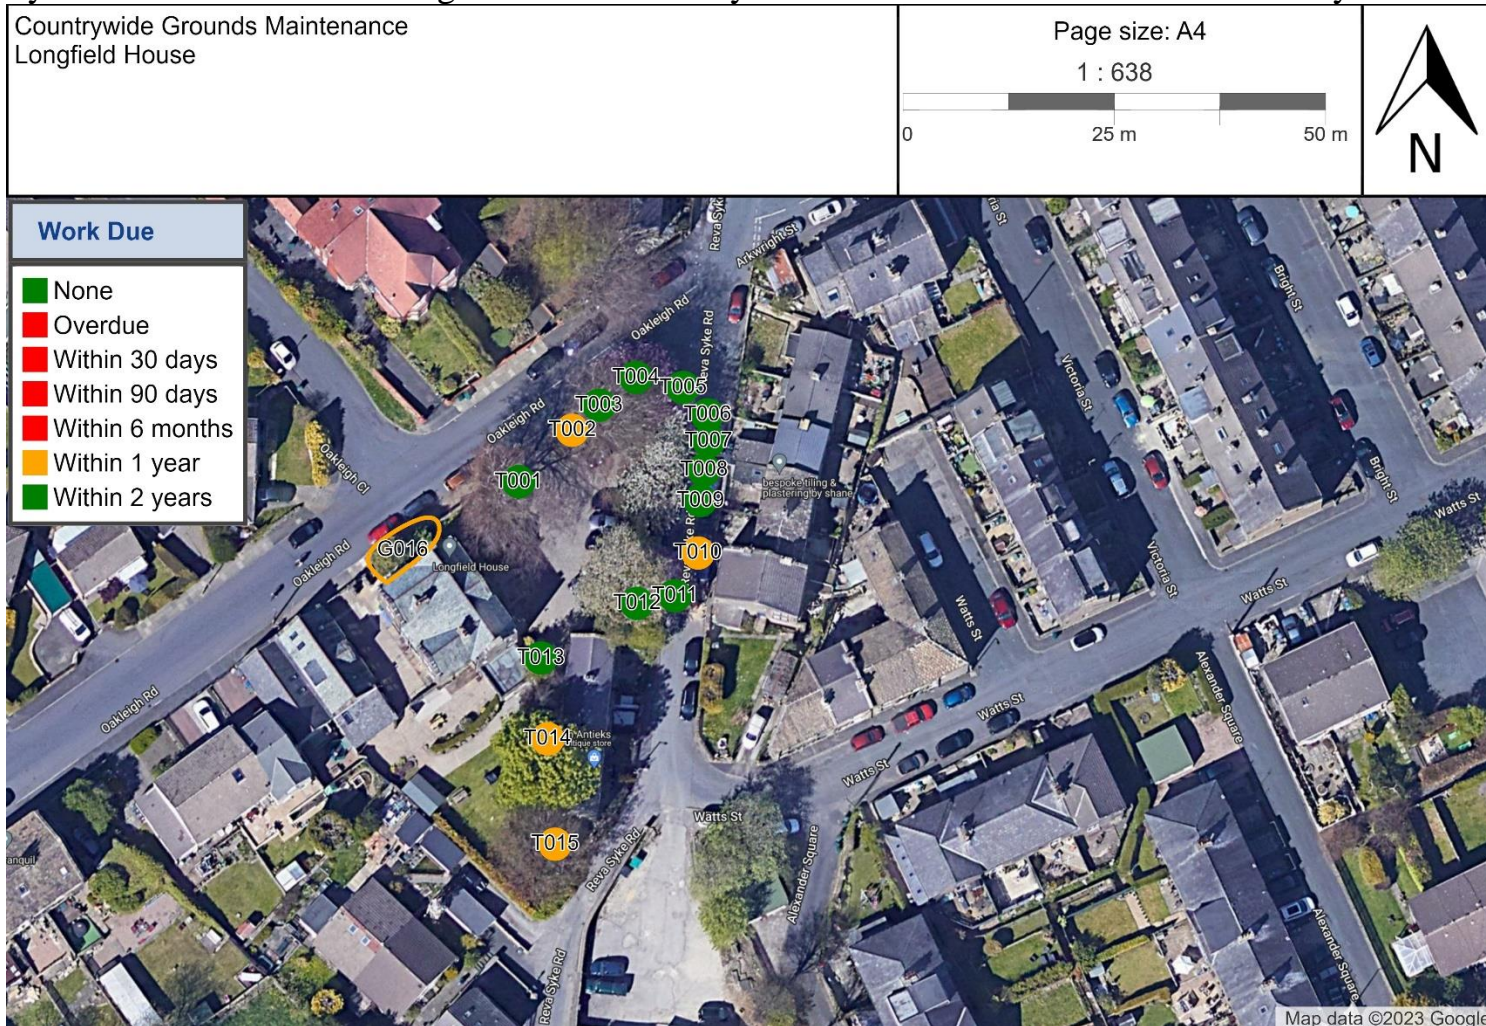 Countrywide Grounds Maintenance
Longfield House
Page size: A4
1 : 638
0 25 m 50 m
N
Work Due
None
Overdue
Within 30 days
Within 90 days
Within 6 months
Within 1 year
Within 2 years
Reva Syke
Arkwright St
Oakleigh Rd
Reva Syke Rd
Victoria St
Bright St
T004
T005
T003
T006
T002
T007
Oakleigh Rd
T008
T001
T009
bespoke tiling &
plastering by shane
Oakleigh Cl
Victoria St
Bright St
Watts St
G016
Longfield House
T010
Oakleigh Rd
T012
T011
Watts St
Victoria St
Watts St
T013
Oakleigh Rd
Watts St
Alexander Square
T014
Antieks
Watts St
Watts St
T015
Reva Syke Rd
Alexander Square
Reva Syke Rd
Alexander Square
Map data ©2023 Google